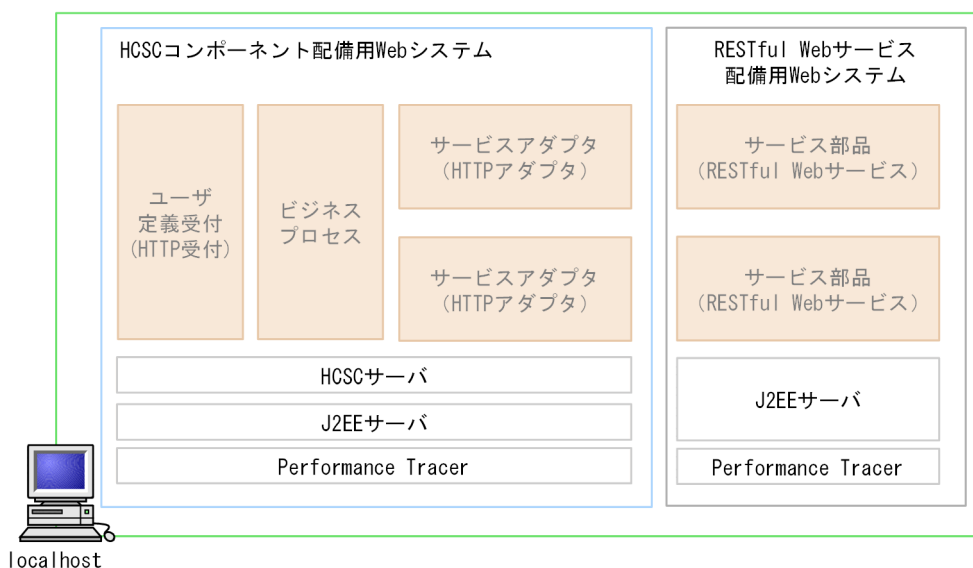 HCSCコンポーネント配備用Webシステム
ユーザ
定義受付
(HTTP受付)
ビジネス
プロセス
サービスアダプタ
(HTTPアダプタ)
サービスアダプタ
(HTTPアダプタ)
HCSCサーバ
J2EEサーバ
Performance Tracer
RESTful Webサービス
配備用Webシステム
サービス部品
(RESTful Webサービス)
サービス部品
(RESTful Webサービス)
J2EEサーバ
Performance Tracer
localhost